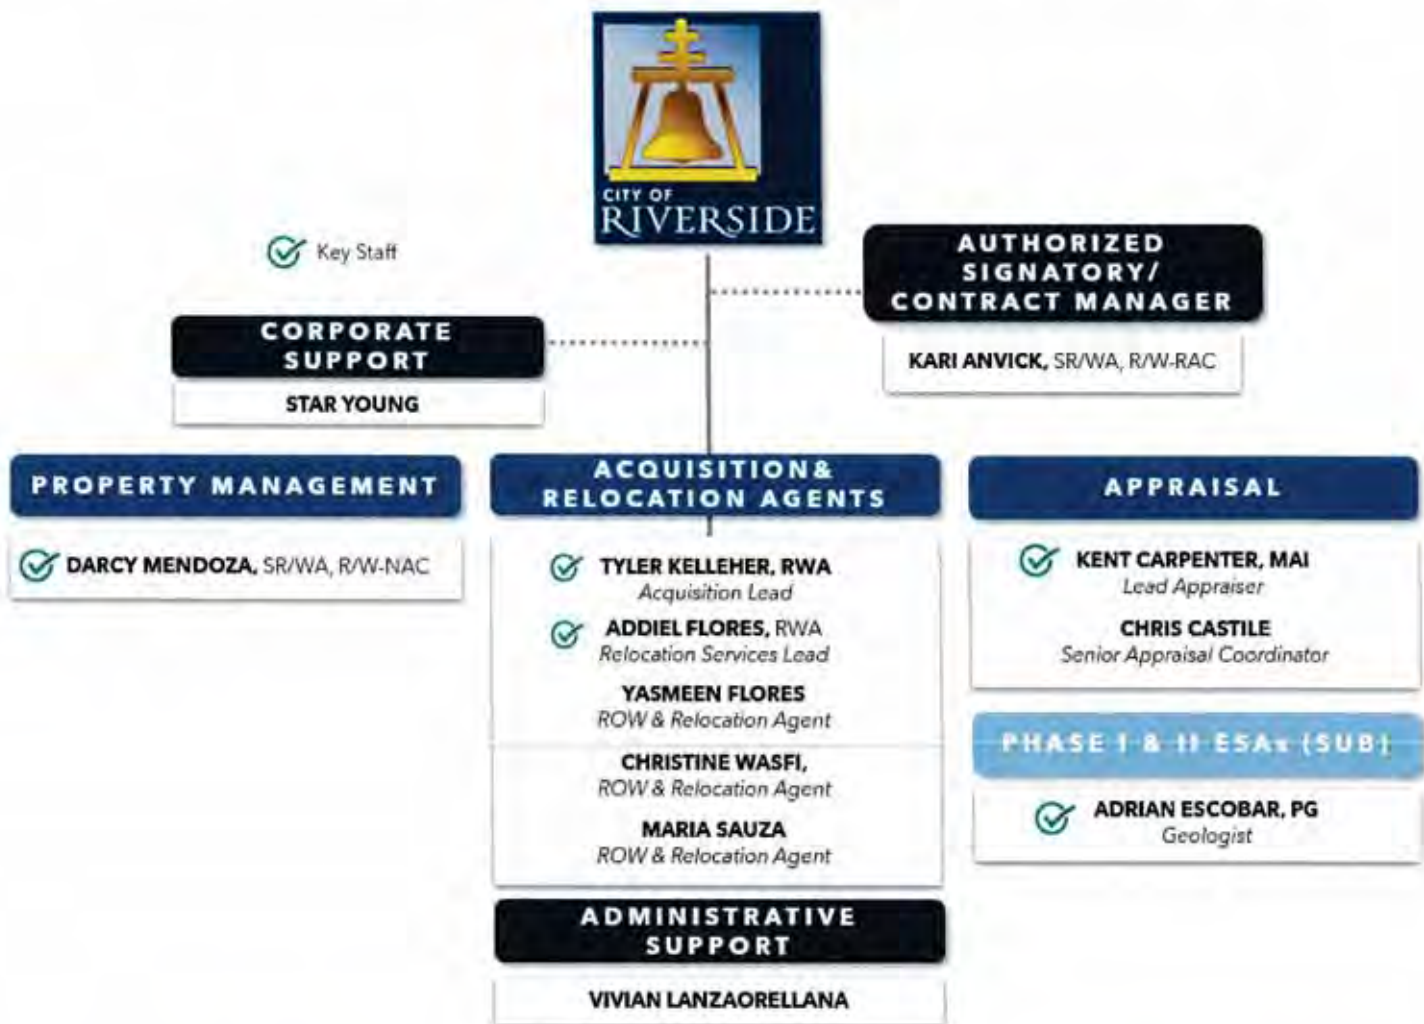 CITY OF
RIVERSIDE
Key Staff
AUTHORIZED
SIGNATORY/
CONTRACT MANAGER
KARI ANVICK, SR/WA, R/W-RAC
CORPORATE
SUPPORT
STAR YOUNG
PROPERTY MANAGEMENT
DARCY MENDOZA, SR/WA, R/W-NAC
ACQUISITION&
RELOCATION AGENTS
TYLER KELLEHER, RWA
Acquisition Lead
ADDIEL FLORES, RWA
Relocation Services Lead
YASMEEN FLORES
ROW & Relocation Agent
CHRISTINE WASFI,
ROW & Relocation Agent
MARIA SAUZA
ROW & Relocation Agent
APPRAISAL
KENT CARPENTER, MAI
Lead Appraiser
CHRIS CASTILE
Senior Appraisal Coordinator
PHASE I & II ESAs (SUB)
ADRIAN ESCOBAR, PG
Geologist
ADMINISTRATIVE
SUPPORT
VIVIAN LANZAORELLANA